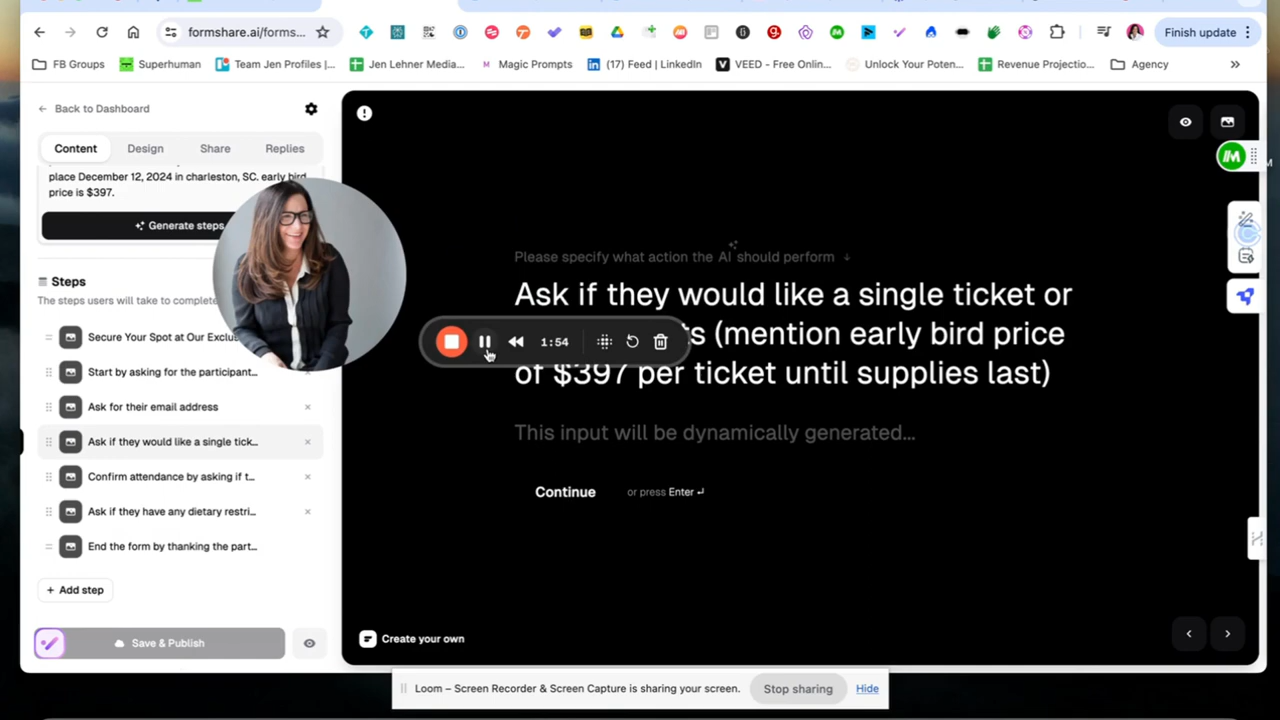 formshare.ai/forms...
Finish update
FB Groups
Superhuman
Team Jen Profiles |...
Jen Lehner Media...
Magic Prompts
(17) Feed | LinkedIn
VEED - Free Onlin...
Unlock Your Poten...
Revenue Projectio...
Agency
Back to Dashboard
Content
Design
Share
Replies
place December 12, 2024 in charleston, SC. early bird
price is $397.
Generate steps
Steps
The steps users will take to complete
Secure Your Spot at Our Exclus
Start by asking for the participant...
Ask for their email address
Ask if they would like a single tick...
Confirm attendance by asking if t...
Ask if they have any dietary restri...
End the form by thanking the part...
+ Add step
Save & Publish
Please specify what action the AI should perform ↓
Ask if they would like a single ticket or
ts (mention early bird price
of $397 per ticket until supplies last)
1:54
This input will be dynamically generated...
Continue
or press Enter ↵
Create your own
Loom – Screen Recorder & Screen Capture is sharing your screen.
Stop sharing
Hide